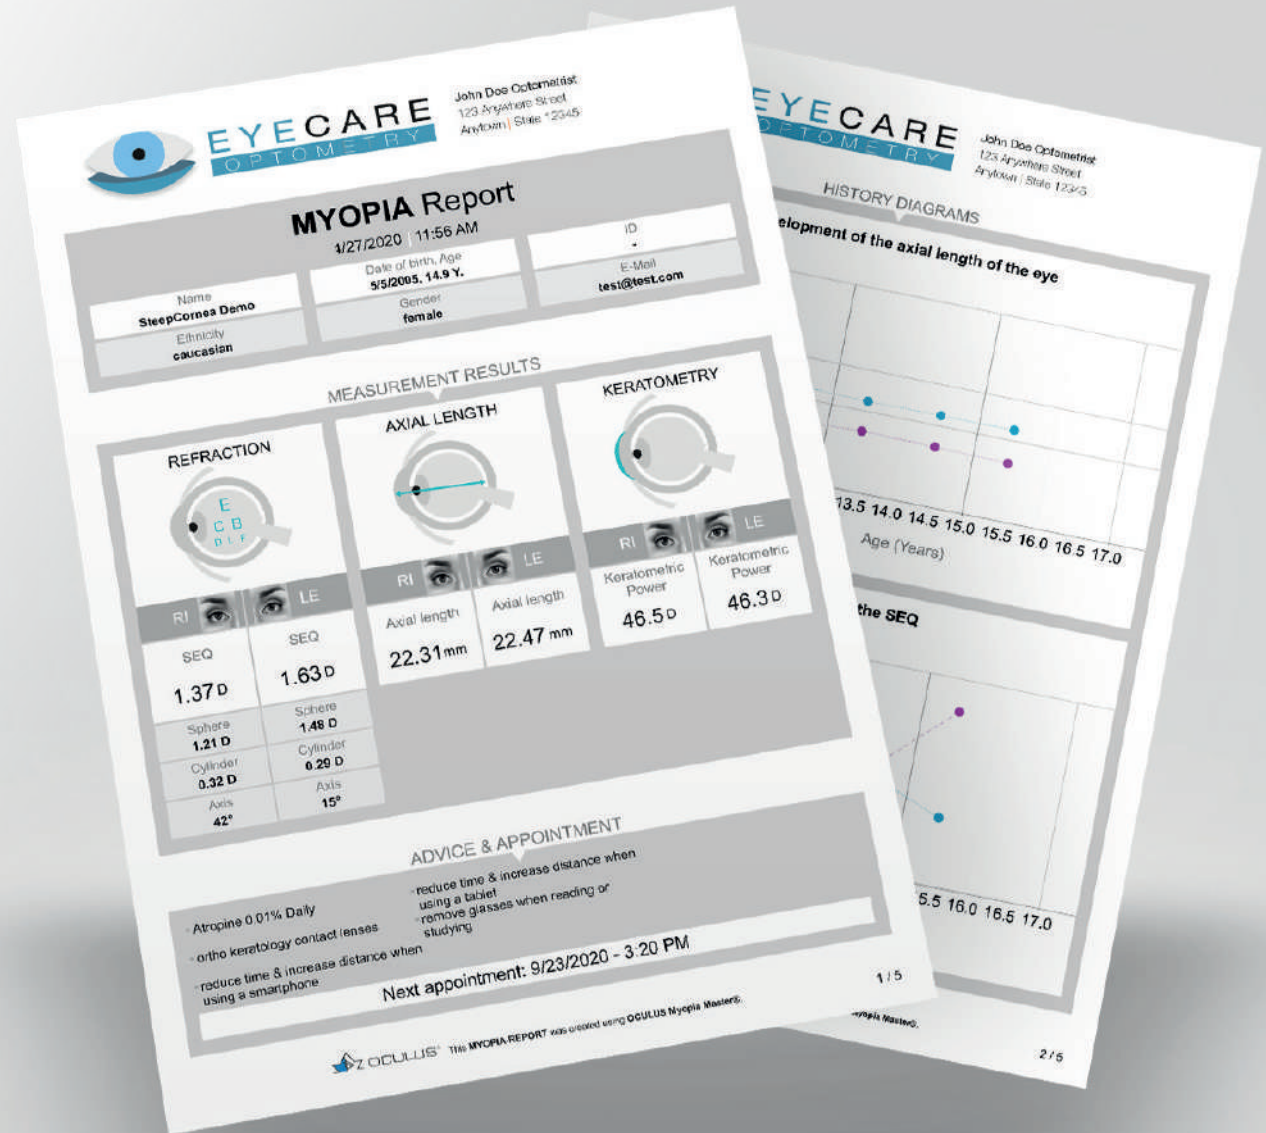 EYECARE
OPTOMETRY
John Doe Optometrist
123 Anywhere Street
Anytown | State 12345
MYOPIA Report
4/27/2020 | 11:56 AM
Name
SteepCornea Demo
Date of birth, Age
5/5/2005, 14.9 Y.
ID
-
Ethnicity
caucasian
Gender
female
E-Mail
test@test.com
MEASUREMENT RESULTS
REFRACTION
E
C B
D L F
RI LE
SEQ SEQ
1.37 D 1.63 D
Sphere Sphere
1.21 D 1.48 D
Cylinder Cylinder
0.32 D 0.29 D
Axis Axis
42° 15°
AXIAL LENGTH
RI LE
Axial length Axial length
22.31 mm 22.47 mm
KERATOMETRY
RI LE
Keratometric Keratometric
Power Power
46.5 D 46.3 D
ADVICE & APPOINTMENT
- Atropine 0.01% Daily
- ortho keratology contact lenses
- reduce time & increase distance when
using a smartphone
- reduce time & increase distance when
using a tablet
- remove glasses when reading or
studying
Next appointment: 9/23/2020 - 3:20 PM
OCULUS® This MYOPIA-REPORT was created using OCULUS Myopia Master®.
1 / 5
EYECARE
OPTOMETRY
John Doe Optometrist
123 Anywhere Street
Anytown | State 12345
HISTORY DIAGRAMS
elopment of the axial length of the eye
13.5 14.0 14.5 15.0 15.5 16.0 16.5 17.0
Age (Years)
the SEQ
5.5 16.0 16.5 17.0
Myopia Master®.
2 / 5